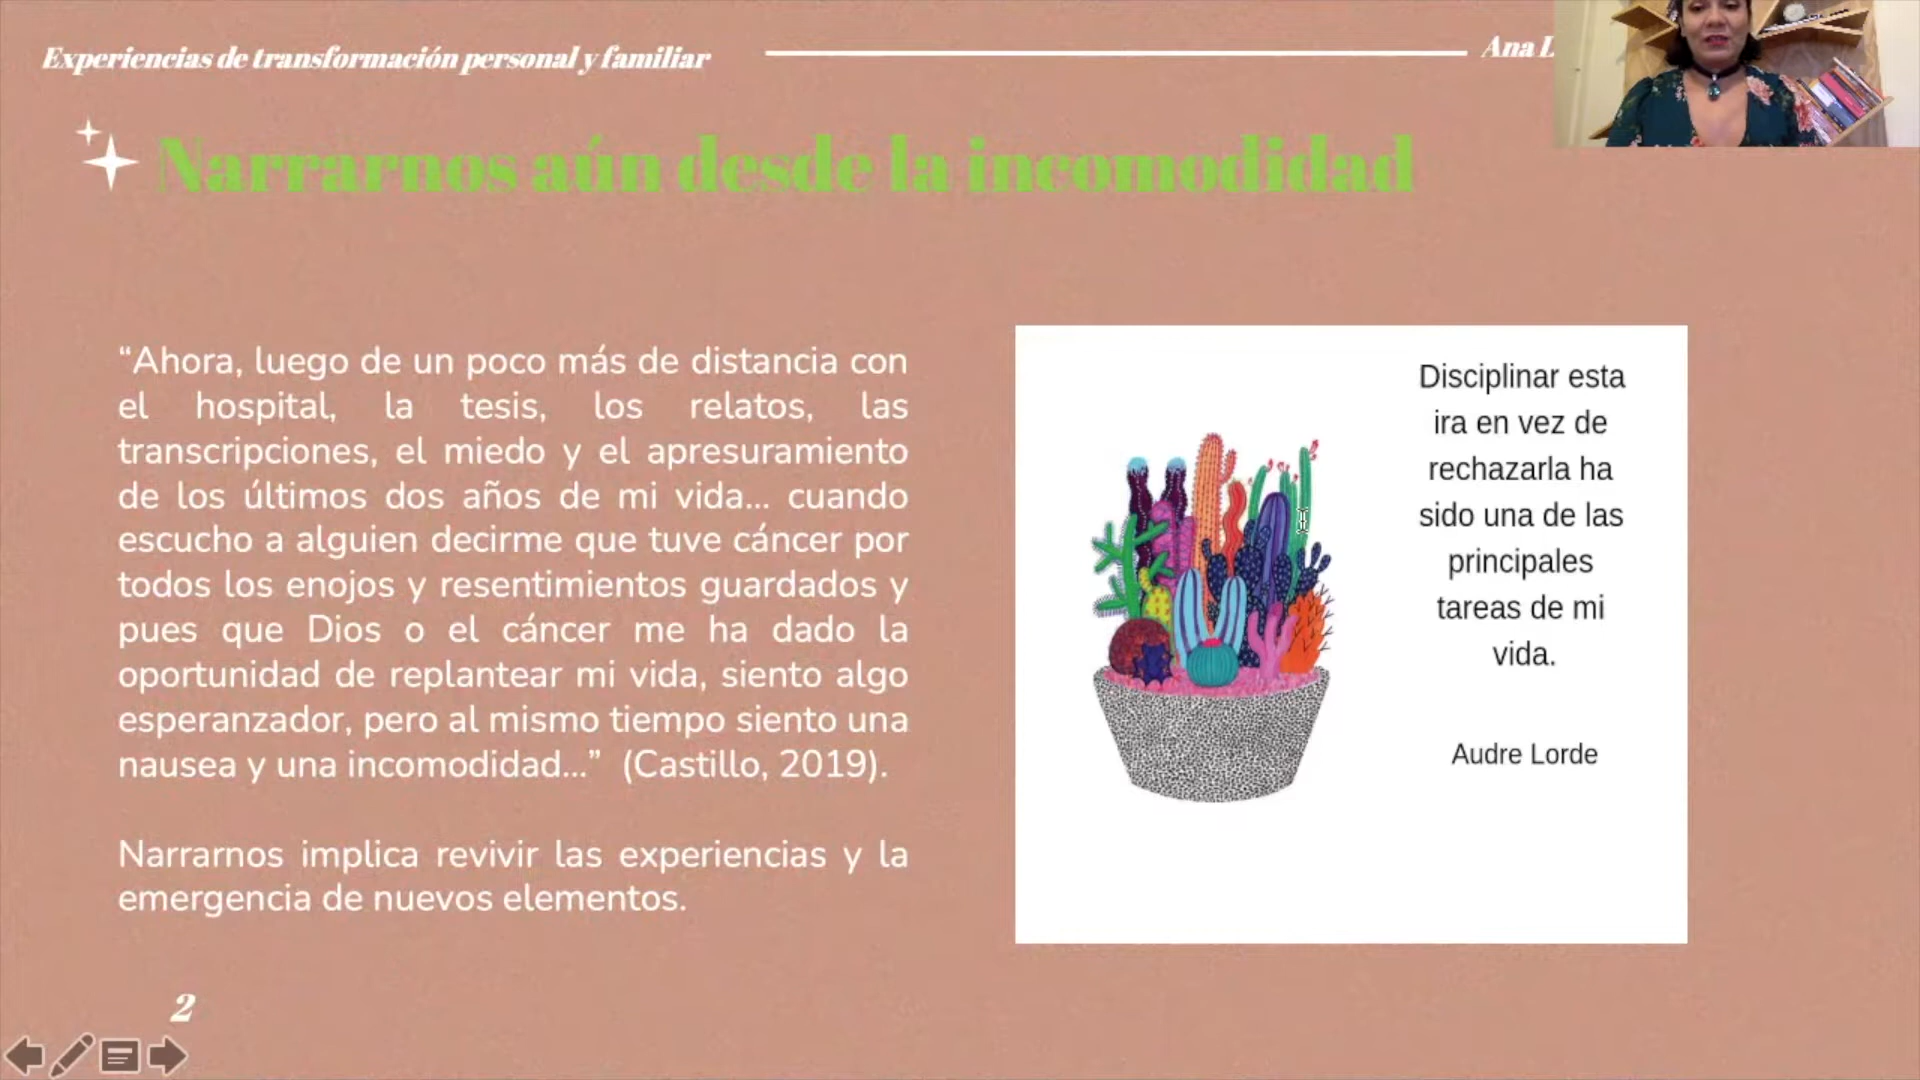 Experiencias de transformación personal y familiar
Ana L
Narrarnos aún desde la incomodidad
“Ahora, luego de un poco más de distancia con
el hospital, la tesis, los relatos, las
transcripciones, el miedo y el apresuramiento
de los últimos dos años de mi vida... cuando
escucho a alguien decirme que tuve cáncer por
todos los enojos y resentimientos guardados y
pues que Dios o el cáncer me ha dado la
oportunidad de replantear mi vida, siento algo
esperanzador, pero al mismo tiempo siento una
nausea y una incomodidad...” (Castillo, 2019).
Narrarnos implica revivir las experiencias y la
emergencia de nuevos elementos.
Disciplinar esta
ira en vez de
rechazarla ha
sido una de las
principales
tareas de mi
vida.
Audre Lorde
2